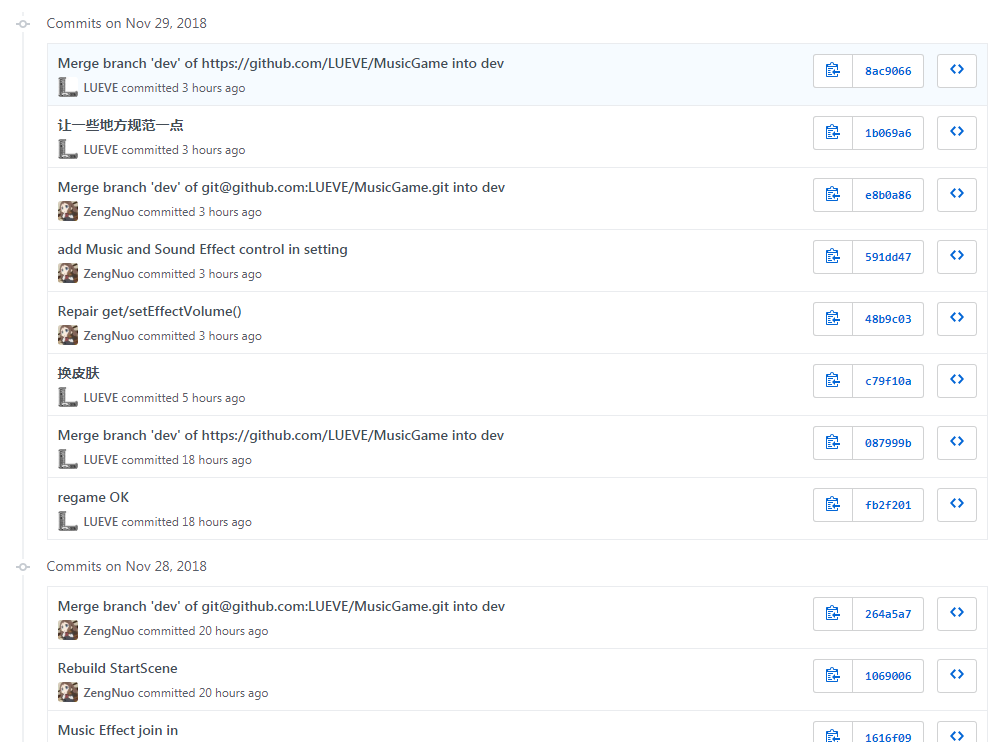 Commits on Nov 29, 2018
Merge branch 'dev' of https://github.com/LUEVE/MusicGame into dev
8ac9066
LUEVE committed 3 hours ago
让一些地方规范一点
1b069a6
LUEVE committed 3 hours ago
Merge branch 'dev' of git@github.com:LUEVE/MusicGame.git into dev
e8b0a86
ZengNuo committed 3 hours ago
add Music and Sound Effect control in setting
591dd47
ZengNuo committed 3 hours ago
Repair get/setEffectVolume()
48b9c03
ZengNuo committed 3 hours ago
换皮肤
c79f10a
LUEVE committed 5 hours ago
Merge branch 'dev' of https://github.com/LUEVE/MusicGame into dev
087999b
LUEVE committed 18 hours ago
regame OK
fb2f201
LUEVE committed 18 hours ago
Commits on Nov 28, 2018
Merge branch 'dev' of git@github.com:LUEVE/MusicGame.git into dev
264a5a7
ZengNuo committed 20 hours ago
Rebuild StartScene
1069006
ZengNuo committed 20 hours ago
Music Effect join in
1616f09